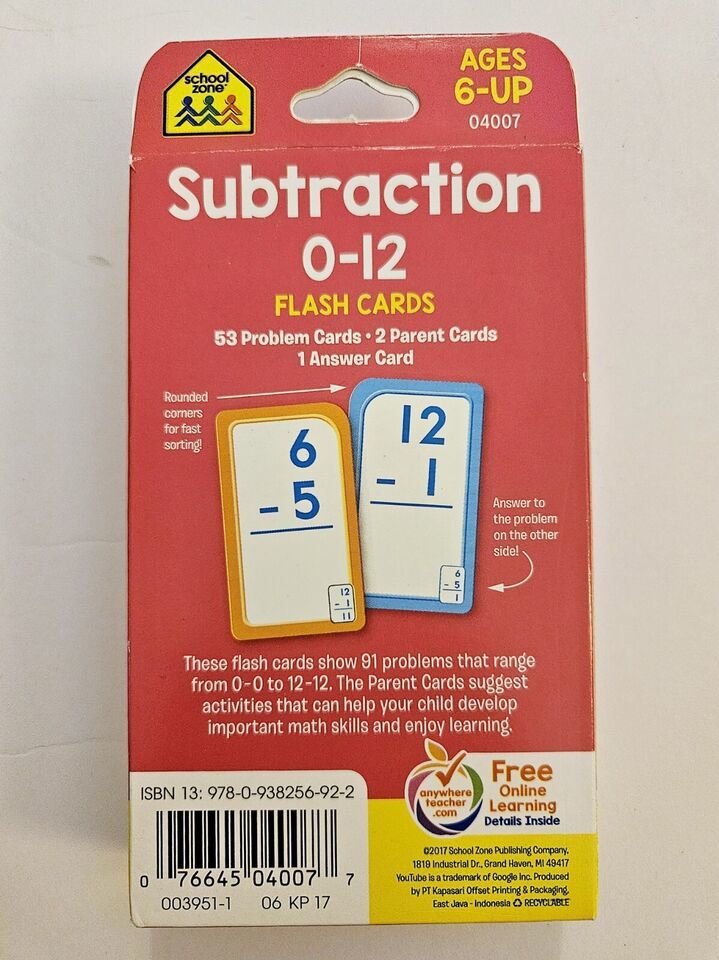 school
zone
AGES
6-UP
04007
Subtraction
0-12
FLASH CARDS
53 Problem Cards • 2 Parent Cards
1 Answer Card
Rounded
corners
for fast
sorting!
6
- 5
12
- 1
11
12
- 1
6
- 5
1
Answer to
the problem
on the other
side!
These flash cards show 91 problems that range
from 0-0 to 12-12. The Parent Cards suggest
activities that can help your child develop
important math skills and enjoy learning.
anywhere
teacher
.com
Free
Online
Learning
Details Inside
ISBN 13: 978-0-938256-92-2
0 76645 04007 7
003951-1 06 KP 17
©2017 School Zone Publishing Company,
1819 Industrial Dr., Grand Haven, MI 49417
YouTube is a trademark of Google Inc. Produced
by PT Kapasari Offset Printing & Packaging,
East Java - Indonesia ♻ RECYCLABLE